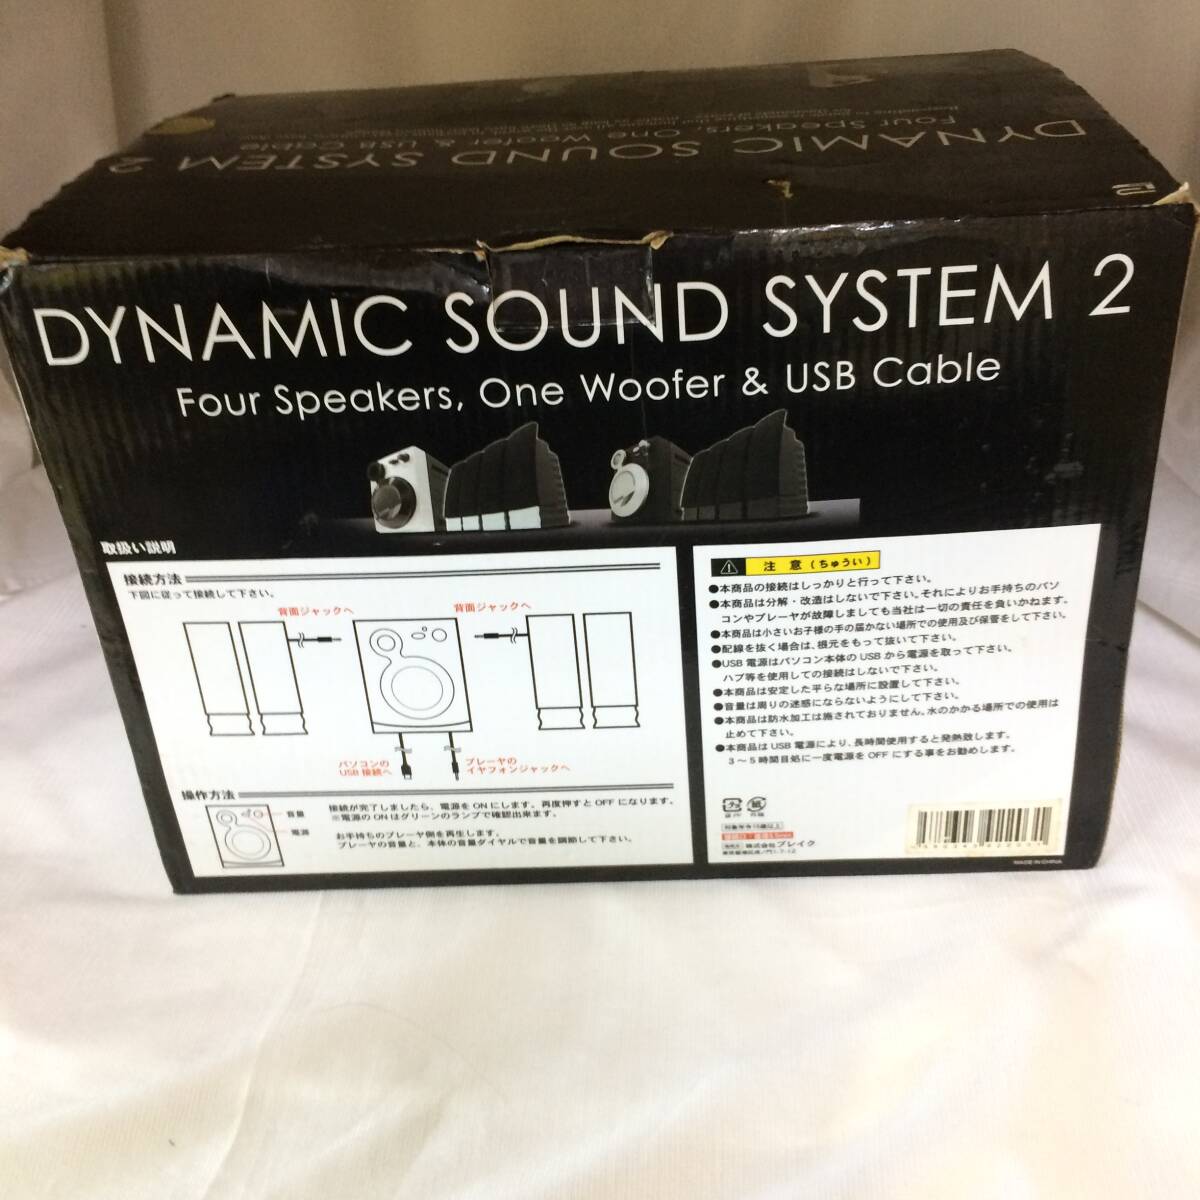 DYNAMIC SOUND SYSTEM 2
Four Speakers, One
Woofer & USB Cable
DYNAMIC SOUND SYSTEM 2
Four Speakers, One Woofer & USB Cable
取扱い説明
接続方法
下図に従って接続して下さい。
背面ジャックへ
背面ジャックへ
パソコンの
USB 接続へ
プレーヤの
イヤフォンジャックへ
操作方法
音量
電源
接続が完了しましたら、電源を ON にします。再度押すと OFF になります。
※電源の ON はグリーンのランプで確認出来ます。
お手持ちのプレーヤ側を再生します。
プレーヤの音量と、本体の音量ダイヤルで音量を調節して下さい。
注 意 (ちゅうい)
●本商品の接続はしっかりと行って下さい。
●本商品は分解・改造はしないで下さい。それによりお手持ちのパソ
コンやプレーヤが故障しましても当社は一切の責任を負いかねます。
●本商品は小さいお子様の手の届かない場所での使用及び保管をして下さい。
●配線を抜く場合は、根元をもって抜いて下さい。
●USB 電源はパソコン本体の USB から電源を取って下さい。
ハブ等を使用しての接続はしないで下さい。
●本商品は安定した平らな場所に設置して下さい。
●音量は周りの迷惑にならないようにして下さい。
●本商品は防水加工は施されておりません。水のかかる場所での使用は
止めて下さい。
●本商品は USB 電源により、長時間使用すると発熱致します。
3～5 時間目処に一度電源を OFF にする事をお勧めします。
プラ
紙
対象年令15歳以上
株式会社ブレイク
MADE IN CHINA